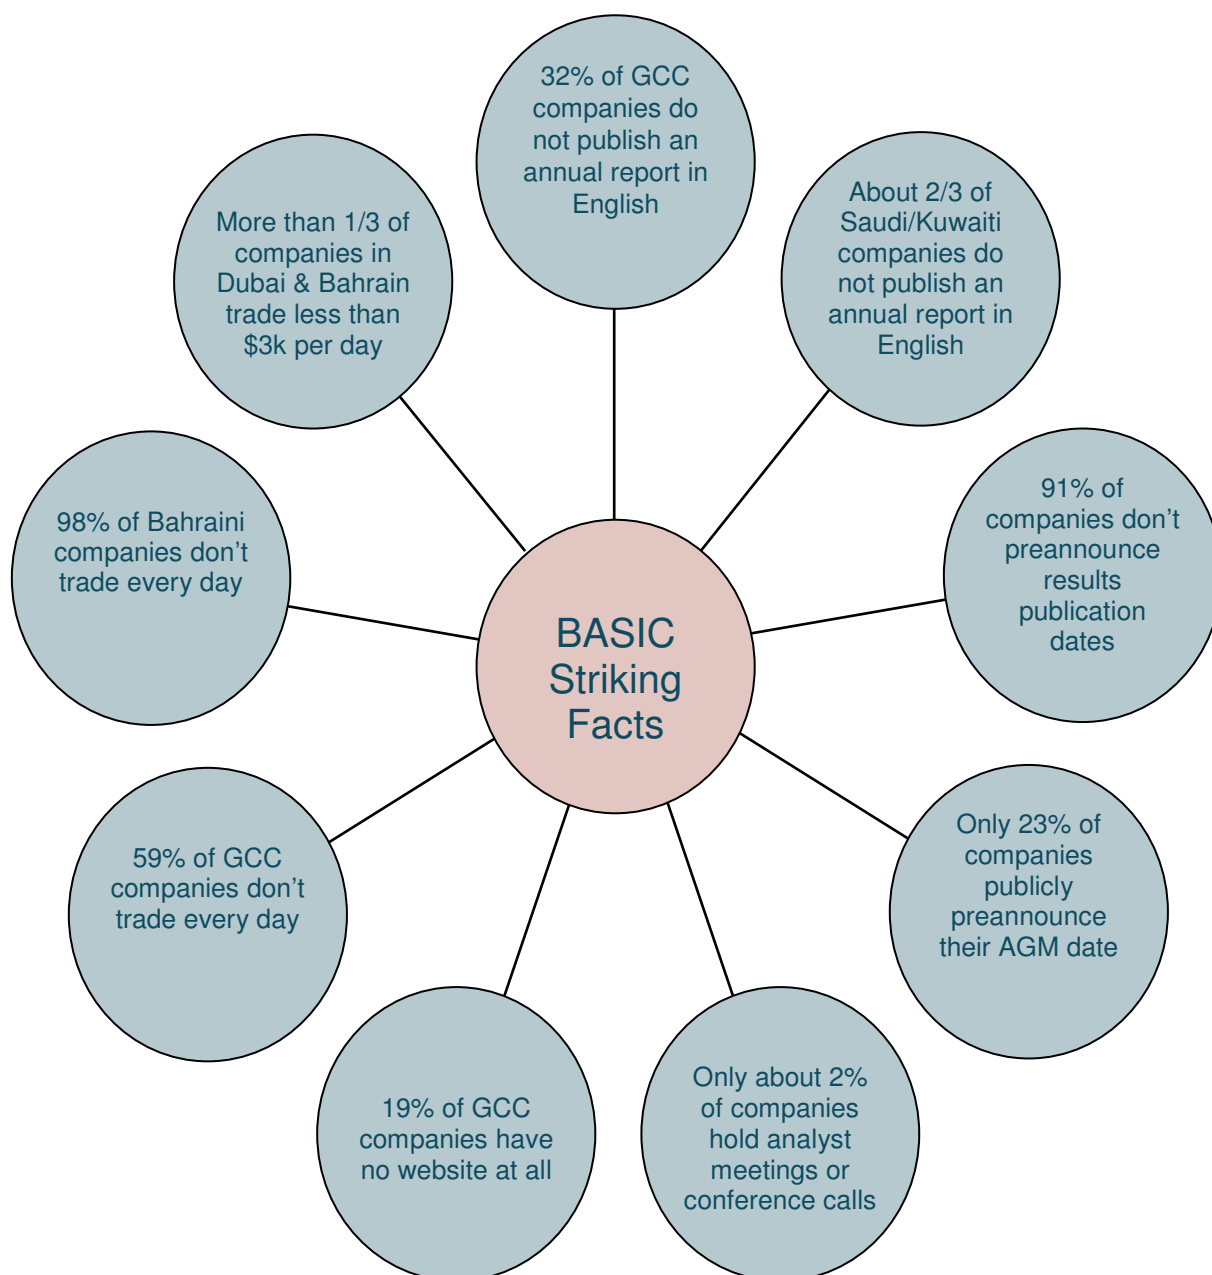 32% of GCC
companies do
not publish an
annual report in
English
About 2/3 of
Saudi/Kuwaiti
companies do
not publish an
annual report in
English
91% of
companies don’t
preannounce
results
publication
dates
Only 23% of
companies
publicly
preannounce
their AGM date
Only about 2%
of companies
hold analyst
meetings or
conference calls
19% of GCC
companies have
no website at all
59% of GCC
companies don’t
trade every day
98% of Bahraini
companies don’t
trade every day
More than 1/3 of
companies in
Dubai & Bahrain
trade less than
$3k per day
BASIC
Striking
Facts